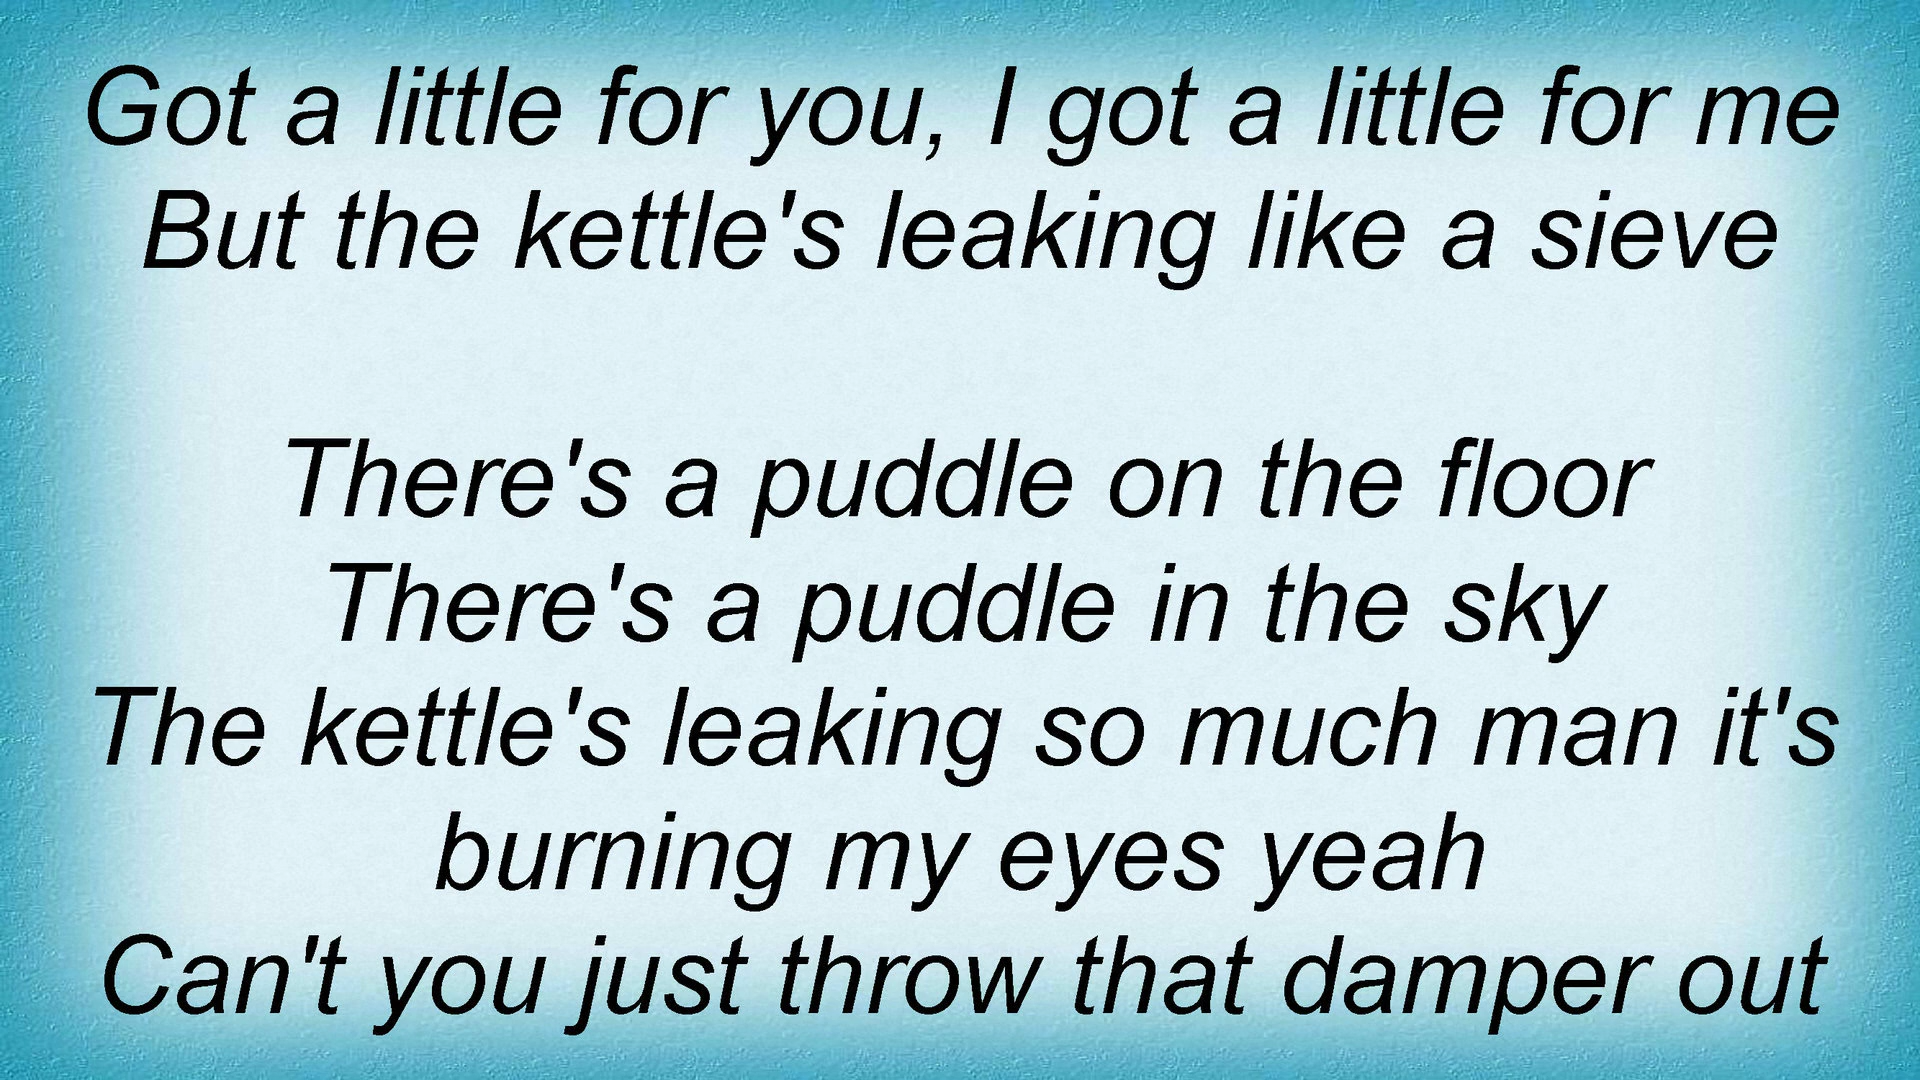 Got a little for you, I got a little for me
But the kettle's leaking like a sieve
There's a puddle on the floor
There's a puddle in the sky
The kettle's leaking so much man it's
burning my eyes yeah
Can't you just throw that damper out